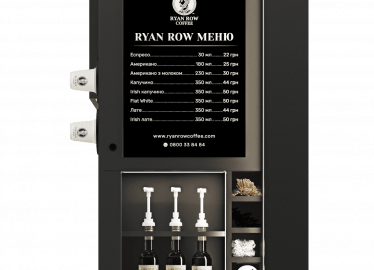 RYAN ROW
COFFEE
RYAN ROW МЕНЮ
Еспресо 30 мл 22 грн
Американо 180 мл 25 грн
Американо з молоком 230 мл 30 грн
Капучино 350 мл 44 грн
Irish капучино 350 мл 50 грн
Flat White 350 мл 50 грн
Лате 350 мл 44 грн
Irish лате 350 мл 50 грн
www.ryanrowcoffee.com
0800 33 84 84